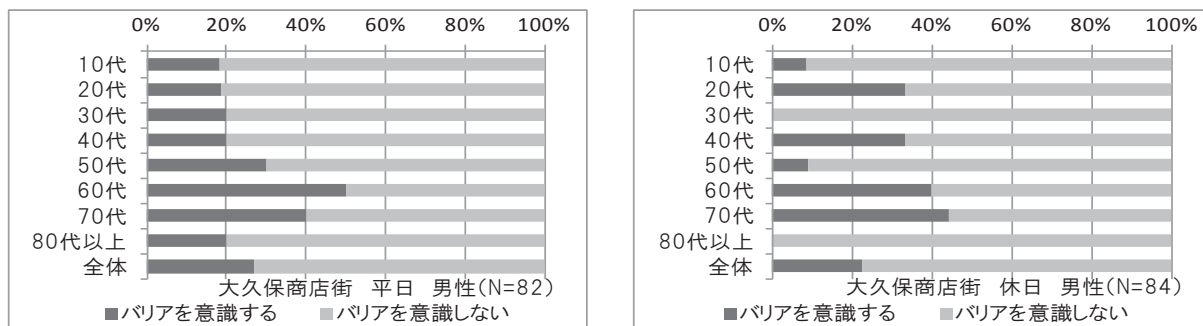 0% 20% 40% 60% 80% 100%
10代
20代
30代
40代
50代
60代
70代
80代以上
全体
大久保商店街 平日 男性(N=82)
■バリアを意識する ■バリアを意識しない
0% 20% 40% 60% 80% 100%
10代
20代
30代
40代
50代
60代
70代
80代以上
全体
大久保商店街 休日 男性(N=84)
■バリアを意識する ■バリアを意識しない